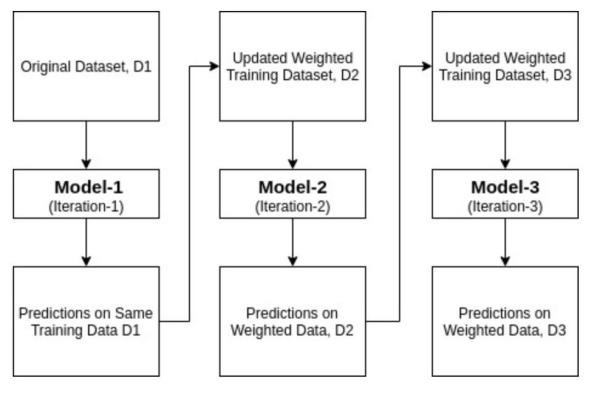 Original Dataset, D1
Model-1
(Iteration-1)
Predictions on Same
Training Data D1
Updated Weighted
Training Dataset, D2
Model-2
(Iteration-2)
Predictions on
Weighted Data, D2
Updated Weighted
Training Dataset, D3
Model-3
(Iteration-3)
Predictions on
Weighted Data, D3